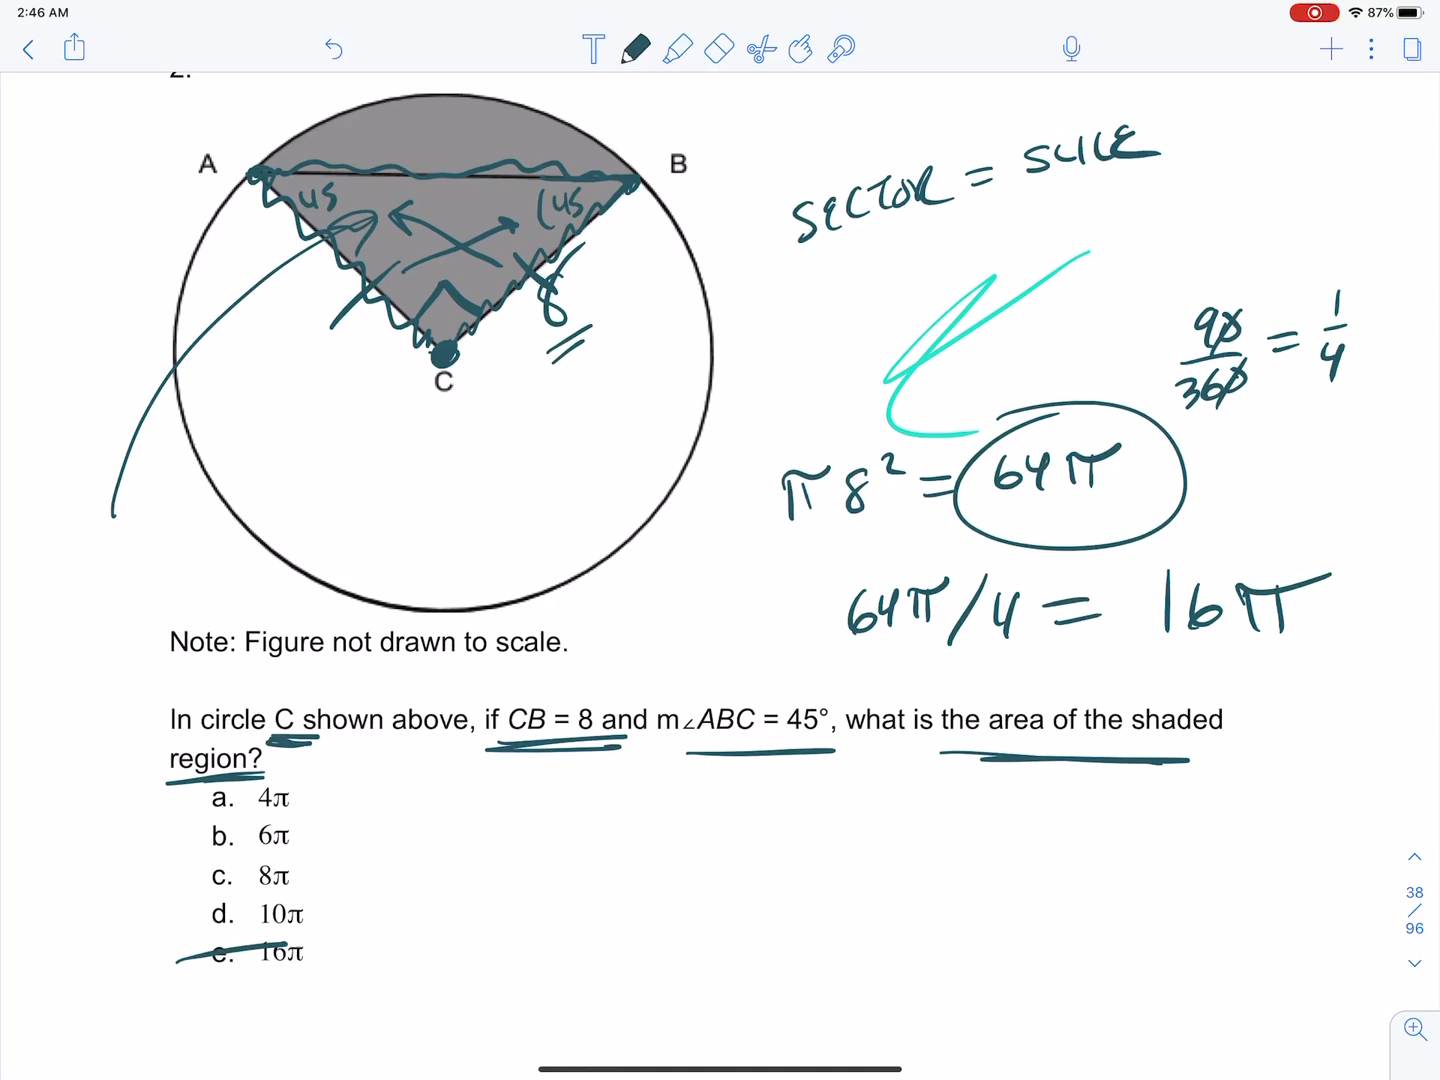 2:46 AM
87%
T
2.
A
B
45
45
8
C
SECTOR = SLICE
90/360 = 1/4
π 8² = 64π
64π/4 = 16π
Note: Figure not drawn to scale.
In circle C shown above, if CB = 8 and m∠ABC = 45°, what is the area of the shaded
region?
a. 4π
b. 6π
c. 8π
d. 10π
e. 16π
38
/
96